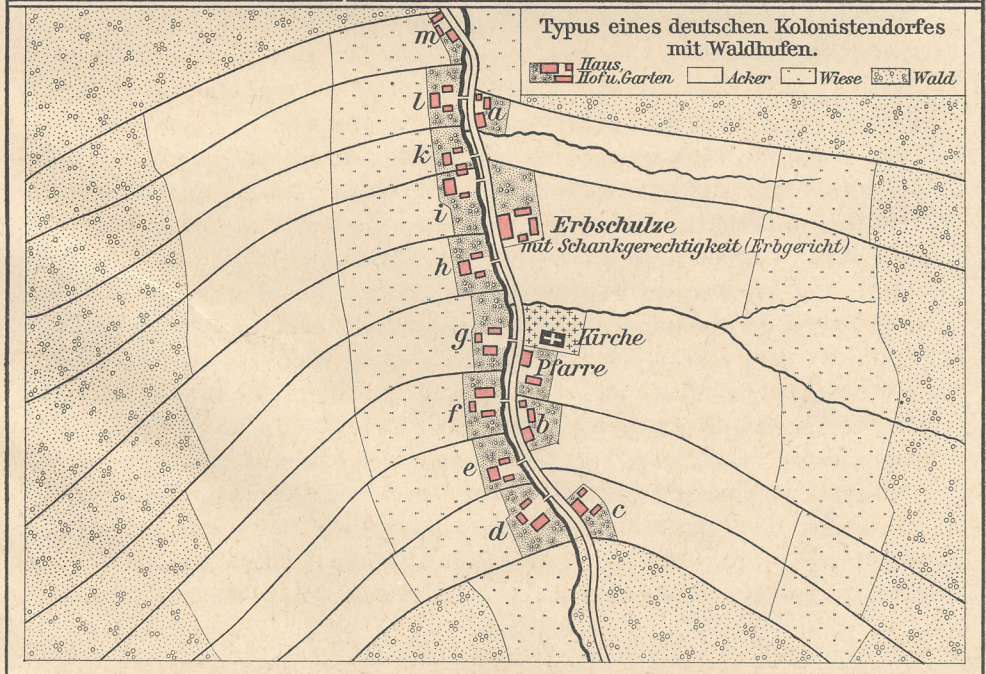 Typus eines deutschen Kolonistendorfes
mit Waldhufen.
Haus,
Hof u. Garten
Acker
Wiese
Wald
m
l
a
k
i
Erbschulze
mit Schankgerechtigkeit (Erbgericht)
h
g
Kirche
Pfarre
f
b
e
d
c